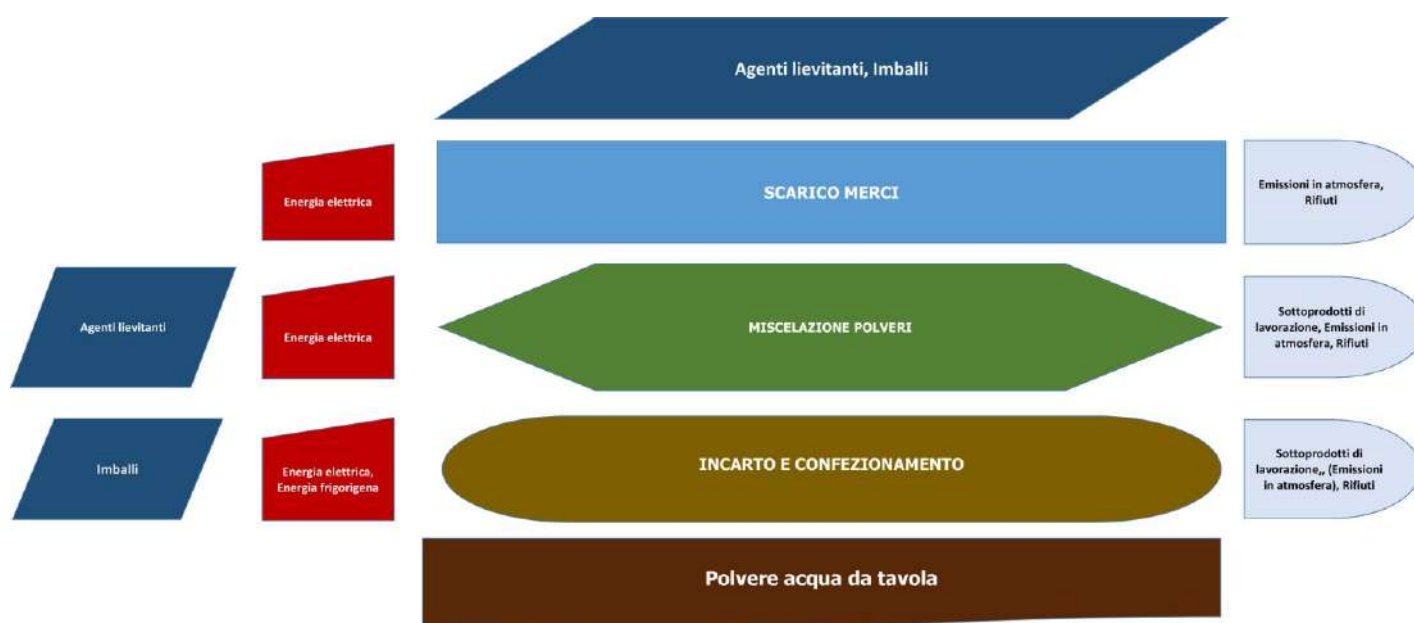 Agenti lievitanti, Imballi
Energia elettrica
SCARICO MERCI
Emissioni in atmosfera,
Rifiuti
Agenti lievitanti
Energia elettrica
MISCELAZIONE POLVERI
Sottoprodotti di
lavorazione, Emissioni in
atmosfera, Rifiuti
Imballi
Energia elettrica,
Energia frigorigena
INCARTO E CONFEZIONAMENTO
Sottoprodotti di
lavorazione,, (Emissioni
in atmosfera), Rifiuti
Polvere acqua da tavola